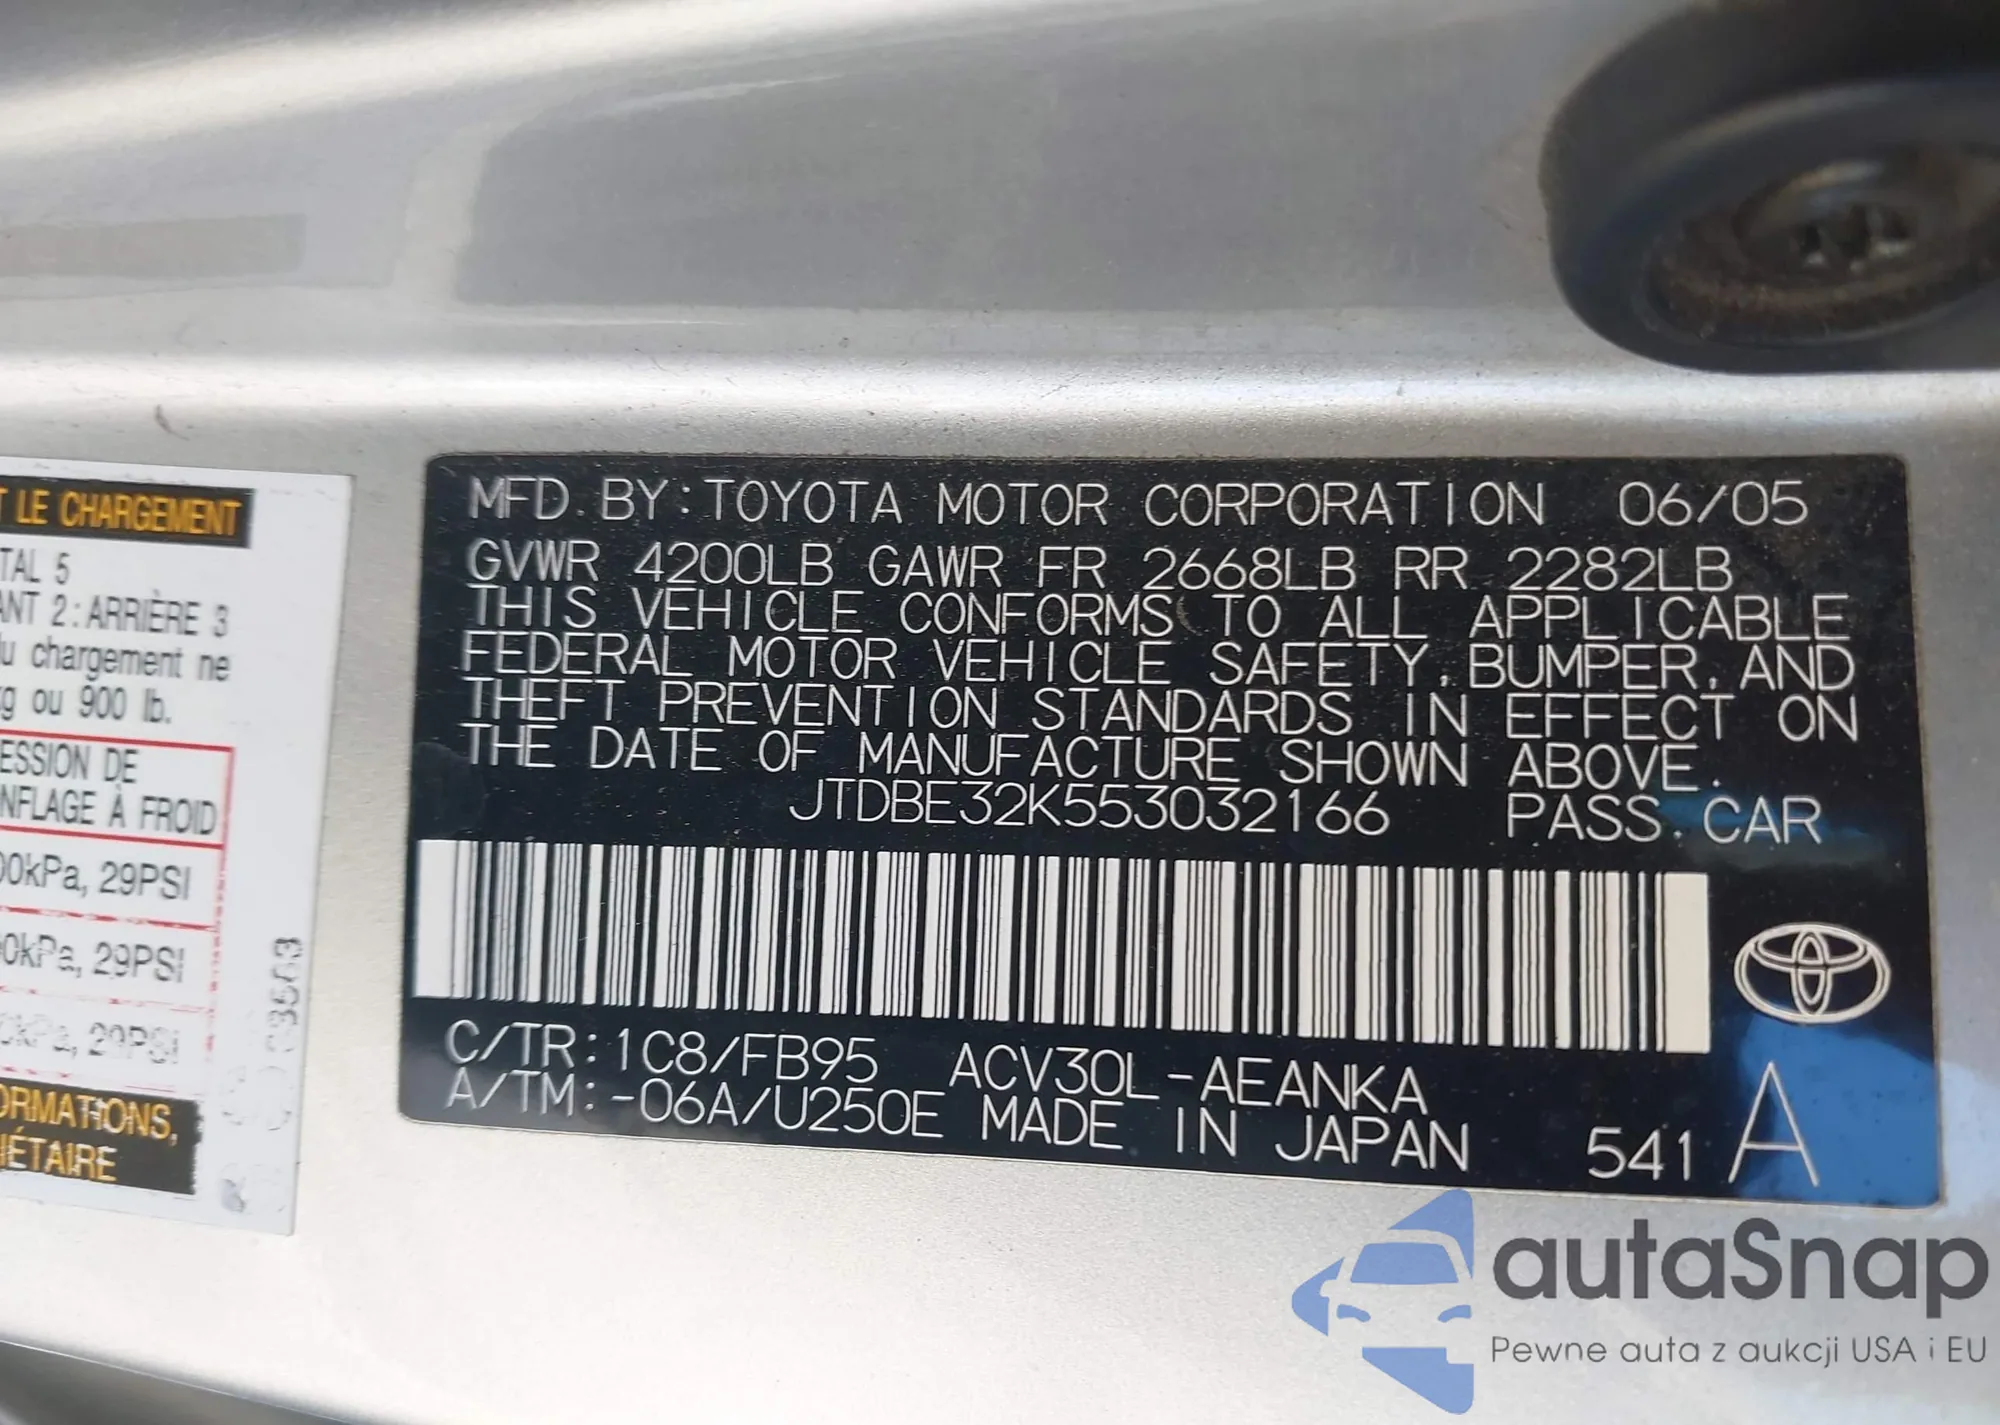 T LE CHARGEMENT
TAL 5
ANT 2 : ARRIÈRE 3
u chargement ne
kg ou 900 lb.
ESSION DE
NFLAGE À FROID
00kPa, 29PSI
0kPa, 29PSI
0kPa, 29PSI
ORMATIONS,
IÉTAIRE
MFD. BY: TOYOTA MOTOR CORPORATION 06/05
GVWR 4200LB GAWR FR 2668LB RR 2282LB
THIS VEHICLE CONFORMS TO ALL APPLICABLE
FEDERAL MOTOR VEHICLE SAFETY, BUMPER, AND
THEFT PREVENTION STANDARDS IN EFFECT ON
THE DATE OF MANUFACTURE SHOWN ABOVE.
JTDBE32K553032166 PASS. CAR
C/TR: 1C8/FB95 ACV30L-AEANKA
A/TM: -06A/U250E MADE IN JAPAN 541 A
autaSnap
Pewne auta z aukcji USA i EU